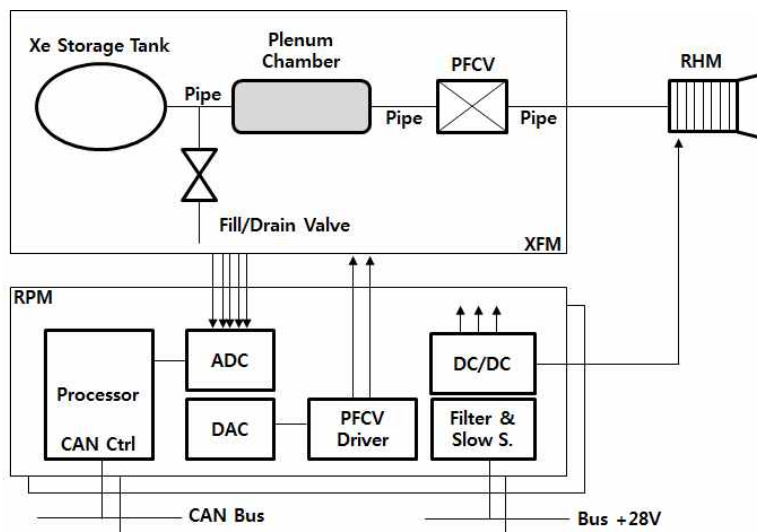 Xe Storage Tank
Plenum
Chamber
PFCV
RHM
Pipe
Pipe
Pipe
Fill/Drain Valve
XFM
RPM
Processor
CAN Ctrl
ADC
DAC
PFCV
Driver
DC/DC
Filter &
Slow S.
CAN Bus
Bus +28V